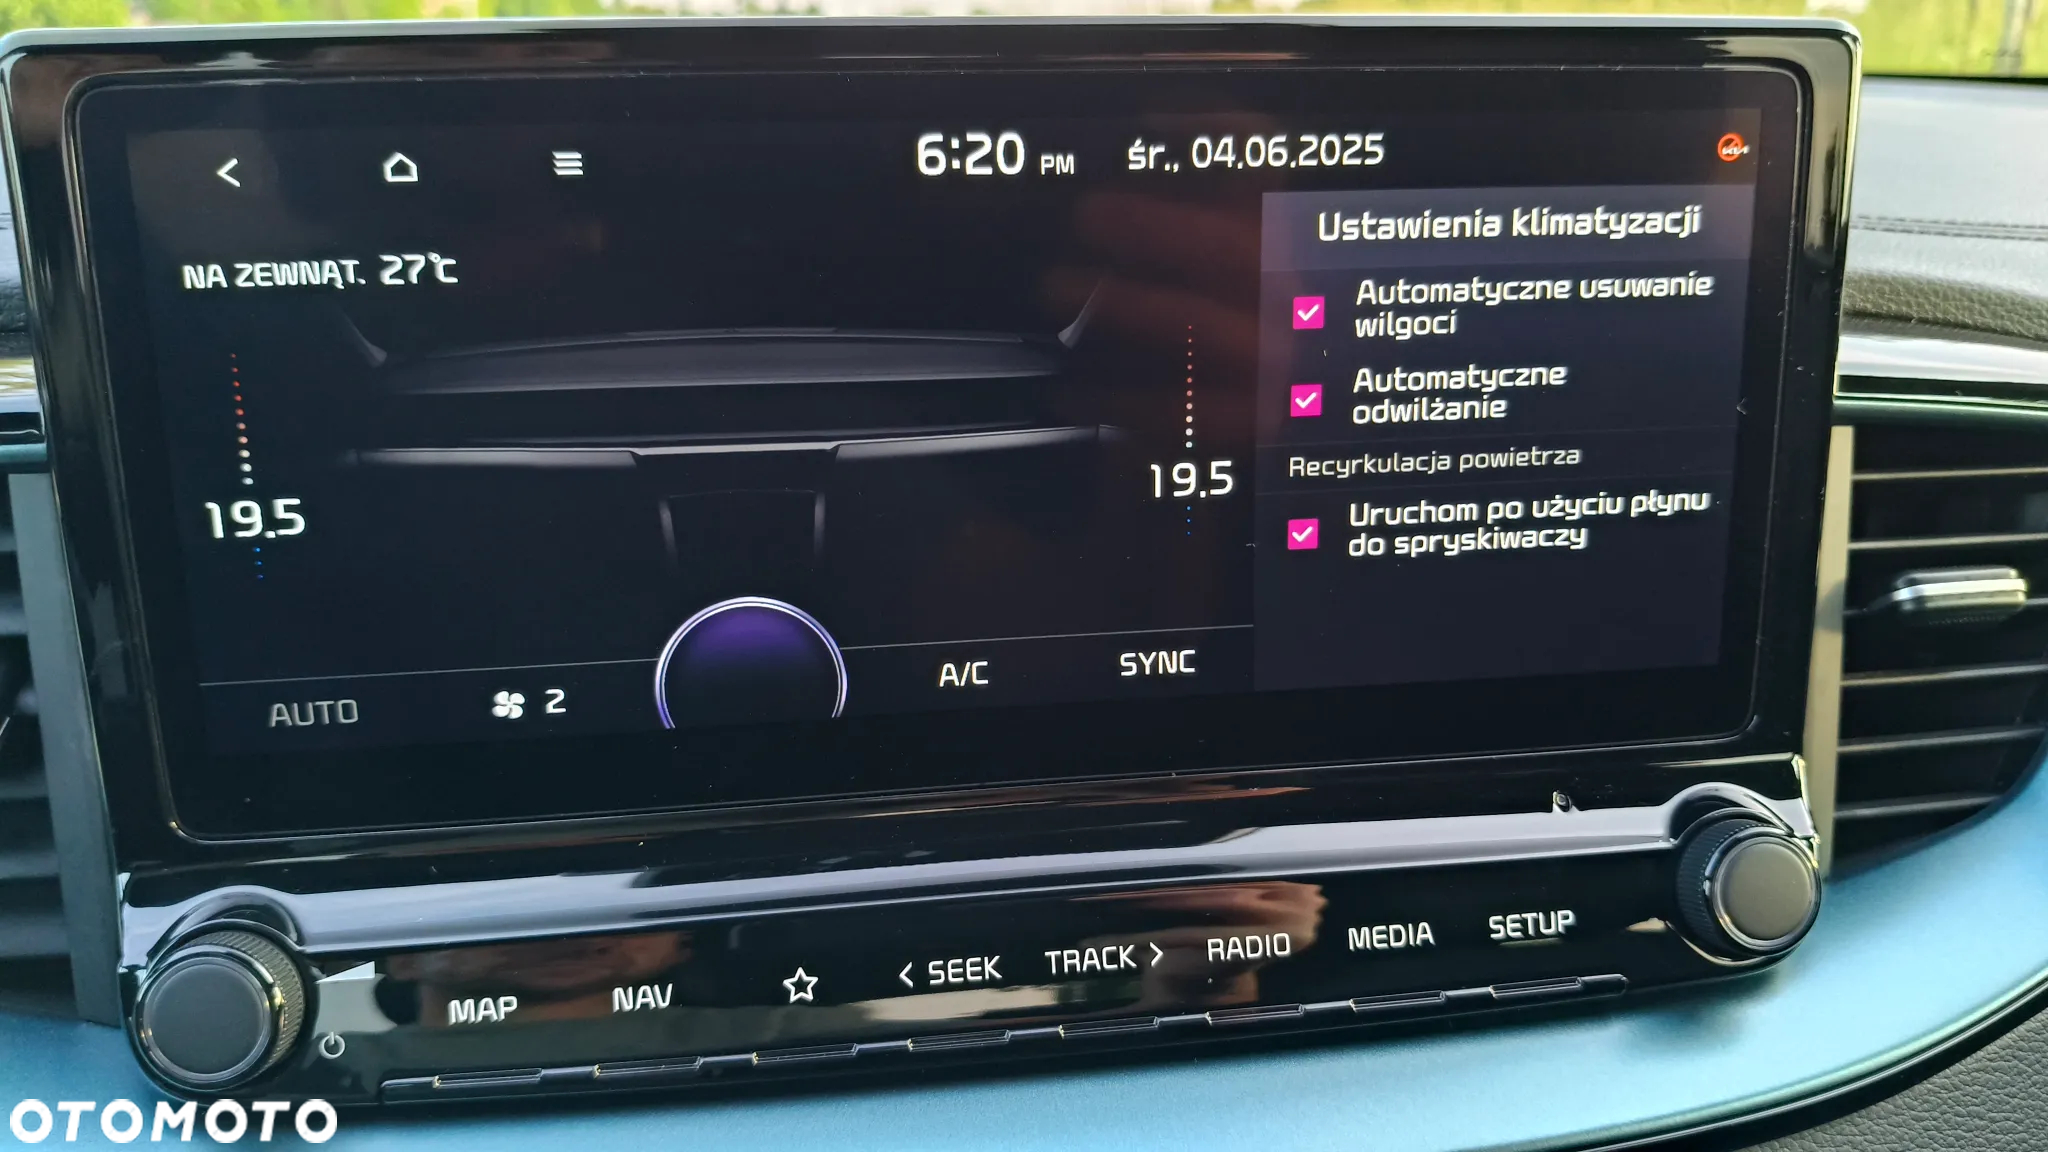 6:20 PM śr., 04.06.2025
NA ZEWNĄT. 27°C
Ustawienia klimatyzacji
Automatyczne usuwanie
wilgoci
Automatyczne
odwilżanie
Recyrkulacja powietrza
Uruchom po użyciu płynu
do spryskiwaczy
19.5
19.5
AUTO
2
A/C
SYNC
MAP
NAV
< SEEK
TRACK >
RADIO
MEDIA
SETUP
OTOMOTO